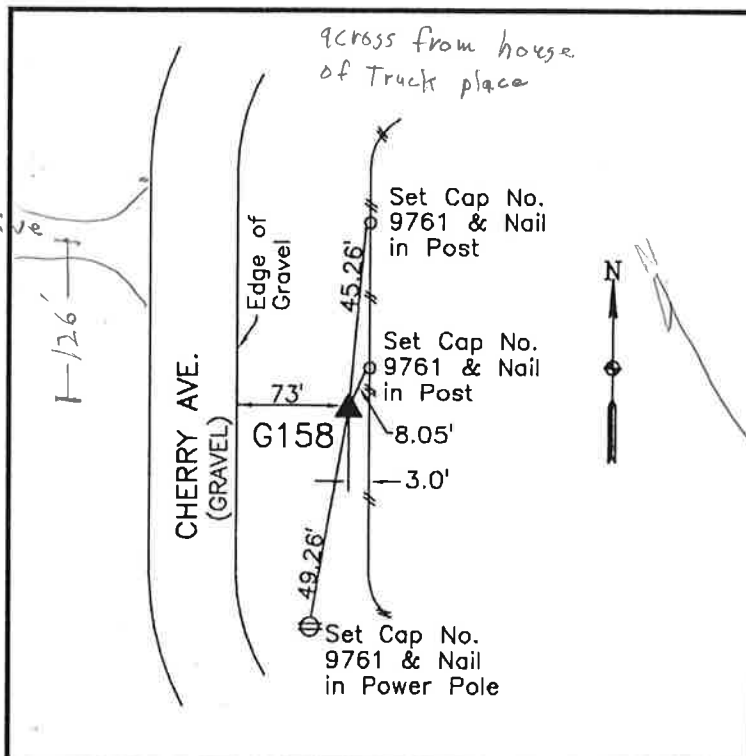 across from house
of Truck place
Set Cap No.
9761 & Nail
in Post
45.26'
Edge of
Gravel
N
126'
Set Cap No.
9761 & Nail
in Post
73'
G158
8.05'
CHERRY AVE.
(GRAVEL)
3.0'
49.26'
Set Cap No.
9761 & Nail
in Power Pole